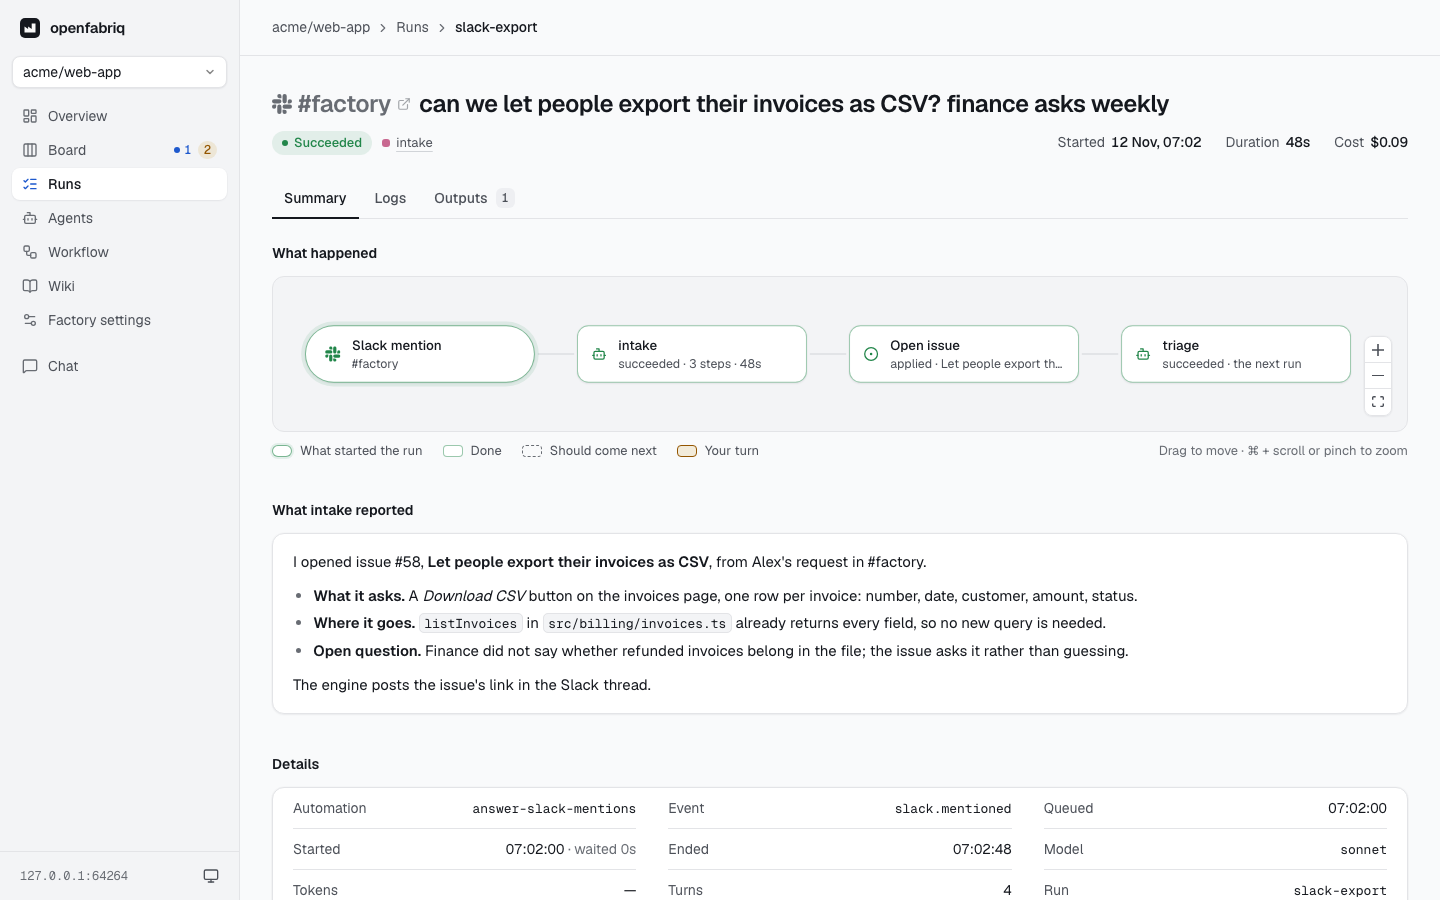 openfabriq
acme/web-app
Overview
Board 1 2
Runs
Agents
Workflow
Wiki
Factory settings
Chat
127.0.0.1:64264
acme/web-app > Runs > slack-export
#factory can we let people export their invoices as CSV? finance asks weekly
Succeeded intake Started 12 Nov, 07:02 Duration 48s Cost $0.09
Summary Logs Outputs 1
What happened
Slack mention
#factory
intake
succeeded · 3 steps · 48s
Open issue
applied · Let people export th...
triage
succeeded · the next run
What started the run Done Should come next Your turn Drag to move · ⌘ + scroll or pinch to zoom
What intake reported
I opened issue #58, Let people export their invoices as CSV, from Alex's request in #factory.
• What it asks. A Download CSV button on the invoices page, one row per invoice: number, date, customer, amount, status.
• Where it goes. listInvoices in src/billing/invoices.ts already returns every field, so no new query is needed.
• Open question. Finance did not say whether refunded invoices belong in the file; the issue asks it rather than guessing.
The engine posts the issue's link in the Slack thread.
Details
Automation answer-slack-mentions Event slack.mentioned Queued 07:02:00
Started 07:02:00 · waited 0s Ended 07:02:48 Model sonnet
Tokens — Turns 4 Run slack-export